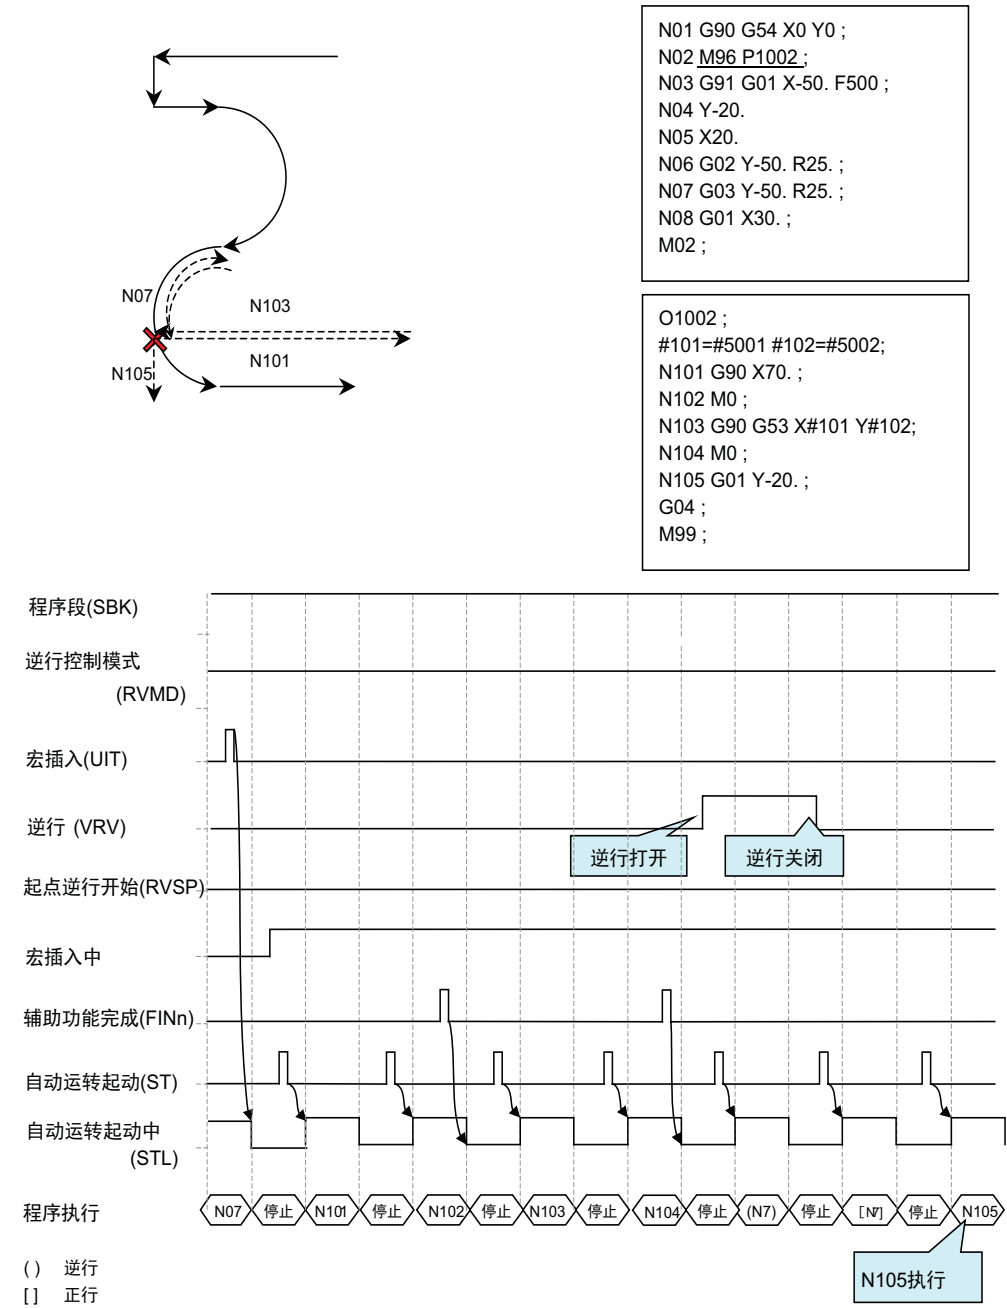 N01 G90 G54 X0 Y0 ;
N02 M96 P1002 ;
N03 G91 G01 X-50. F500 ;
N04 Y-20.
N05 X20.
N06 G02 Y-50. R25. ;
N07 G03 Y-50. R25. ;
N08 G01 X30. ;
M02 ;
N07
N103
N101
N105
O1002 ;
#101=#5001 #102=#5002;
N101 G90 X70. ;
N102 M0 ;
N103 G90 G53 X#101 Y#102;
N104 M0 ;
N105 G01 Y-20. ;
G04 ;
M99 ;
程序段(SBK)
逆行控制模式
(RVMD)
宏插入(UIT)
逆行 (VRV)
逆行打开
逆行关闭
起点逆行开始(RVSP)
宏插入中
辅助功能完成(FINn)
自动运转起动(ST)
自动运转起动中
(STL)
程序执行
N07 停止 N101 停止 N102 停止 N103 停止 N104 停止 (N7) 停止 [N7] 停止 N105
( ) 逆行
[ ] 正行
N105执行